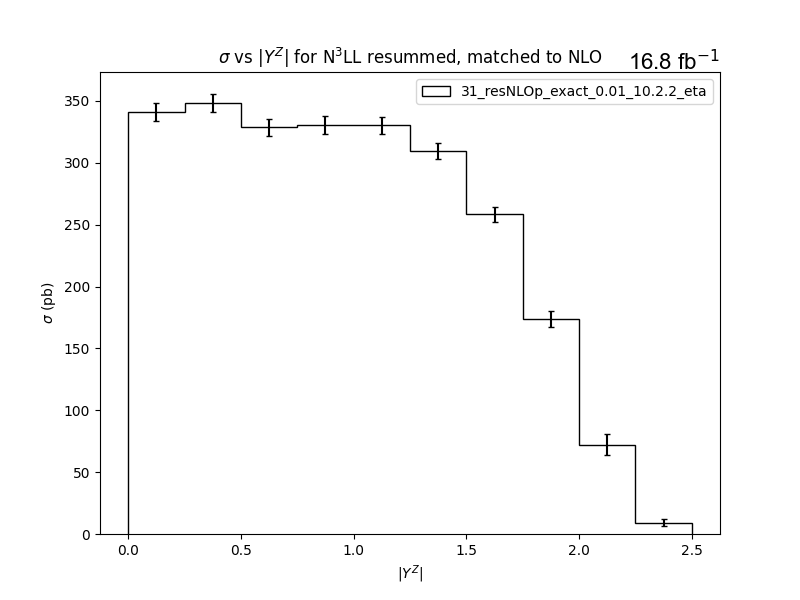 σ vs |Y^Z| for N³LL resummed, matched to NLO
16.8 fb⁻¹
31_resNLOp_exact_0.01_10.2.2_eta
350
300
250
200
150
100
50
0
σ (pb)
0.0 0.5 1.0 1.5 2.0 2.5
|Y^Z|